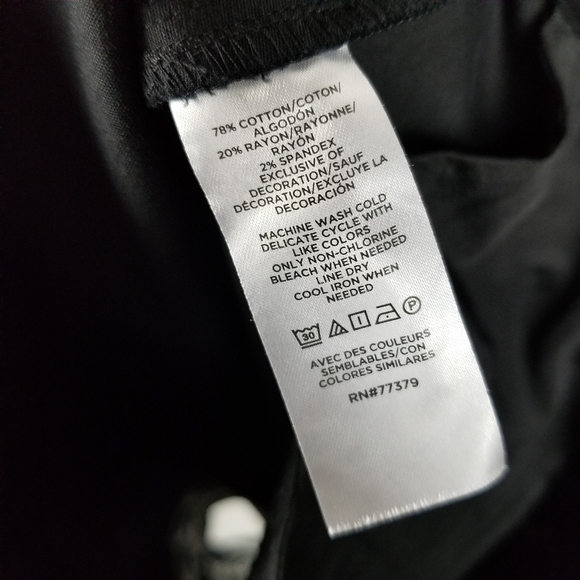 78% COTTON/COTON/
ALGODÓN
20% RAYON/RAYONNE/
RAYÓN
2% SPANDEX
EXCLUSIVE OF
DECORATION/SAUF
DÉCORATION/EXCLUYE LA
DECORACIÓN
MACHINE WASH COLD
DELICATE CYCLE WITH
LIKE COLORS
ONLY NON-CHLORINE
BLEACH WHEN NEEDED
LINE DRY
COOL IRON WHEN
NEEDED
30 P
AVEC DES COULEURS
SEMBLABLES/CON
COLORES SIMILARES
RN#77379